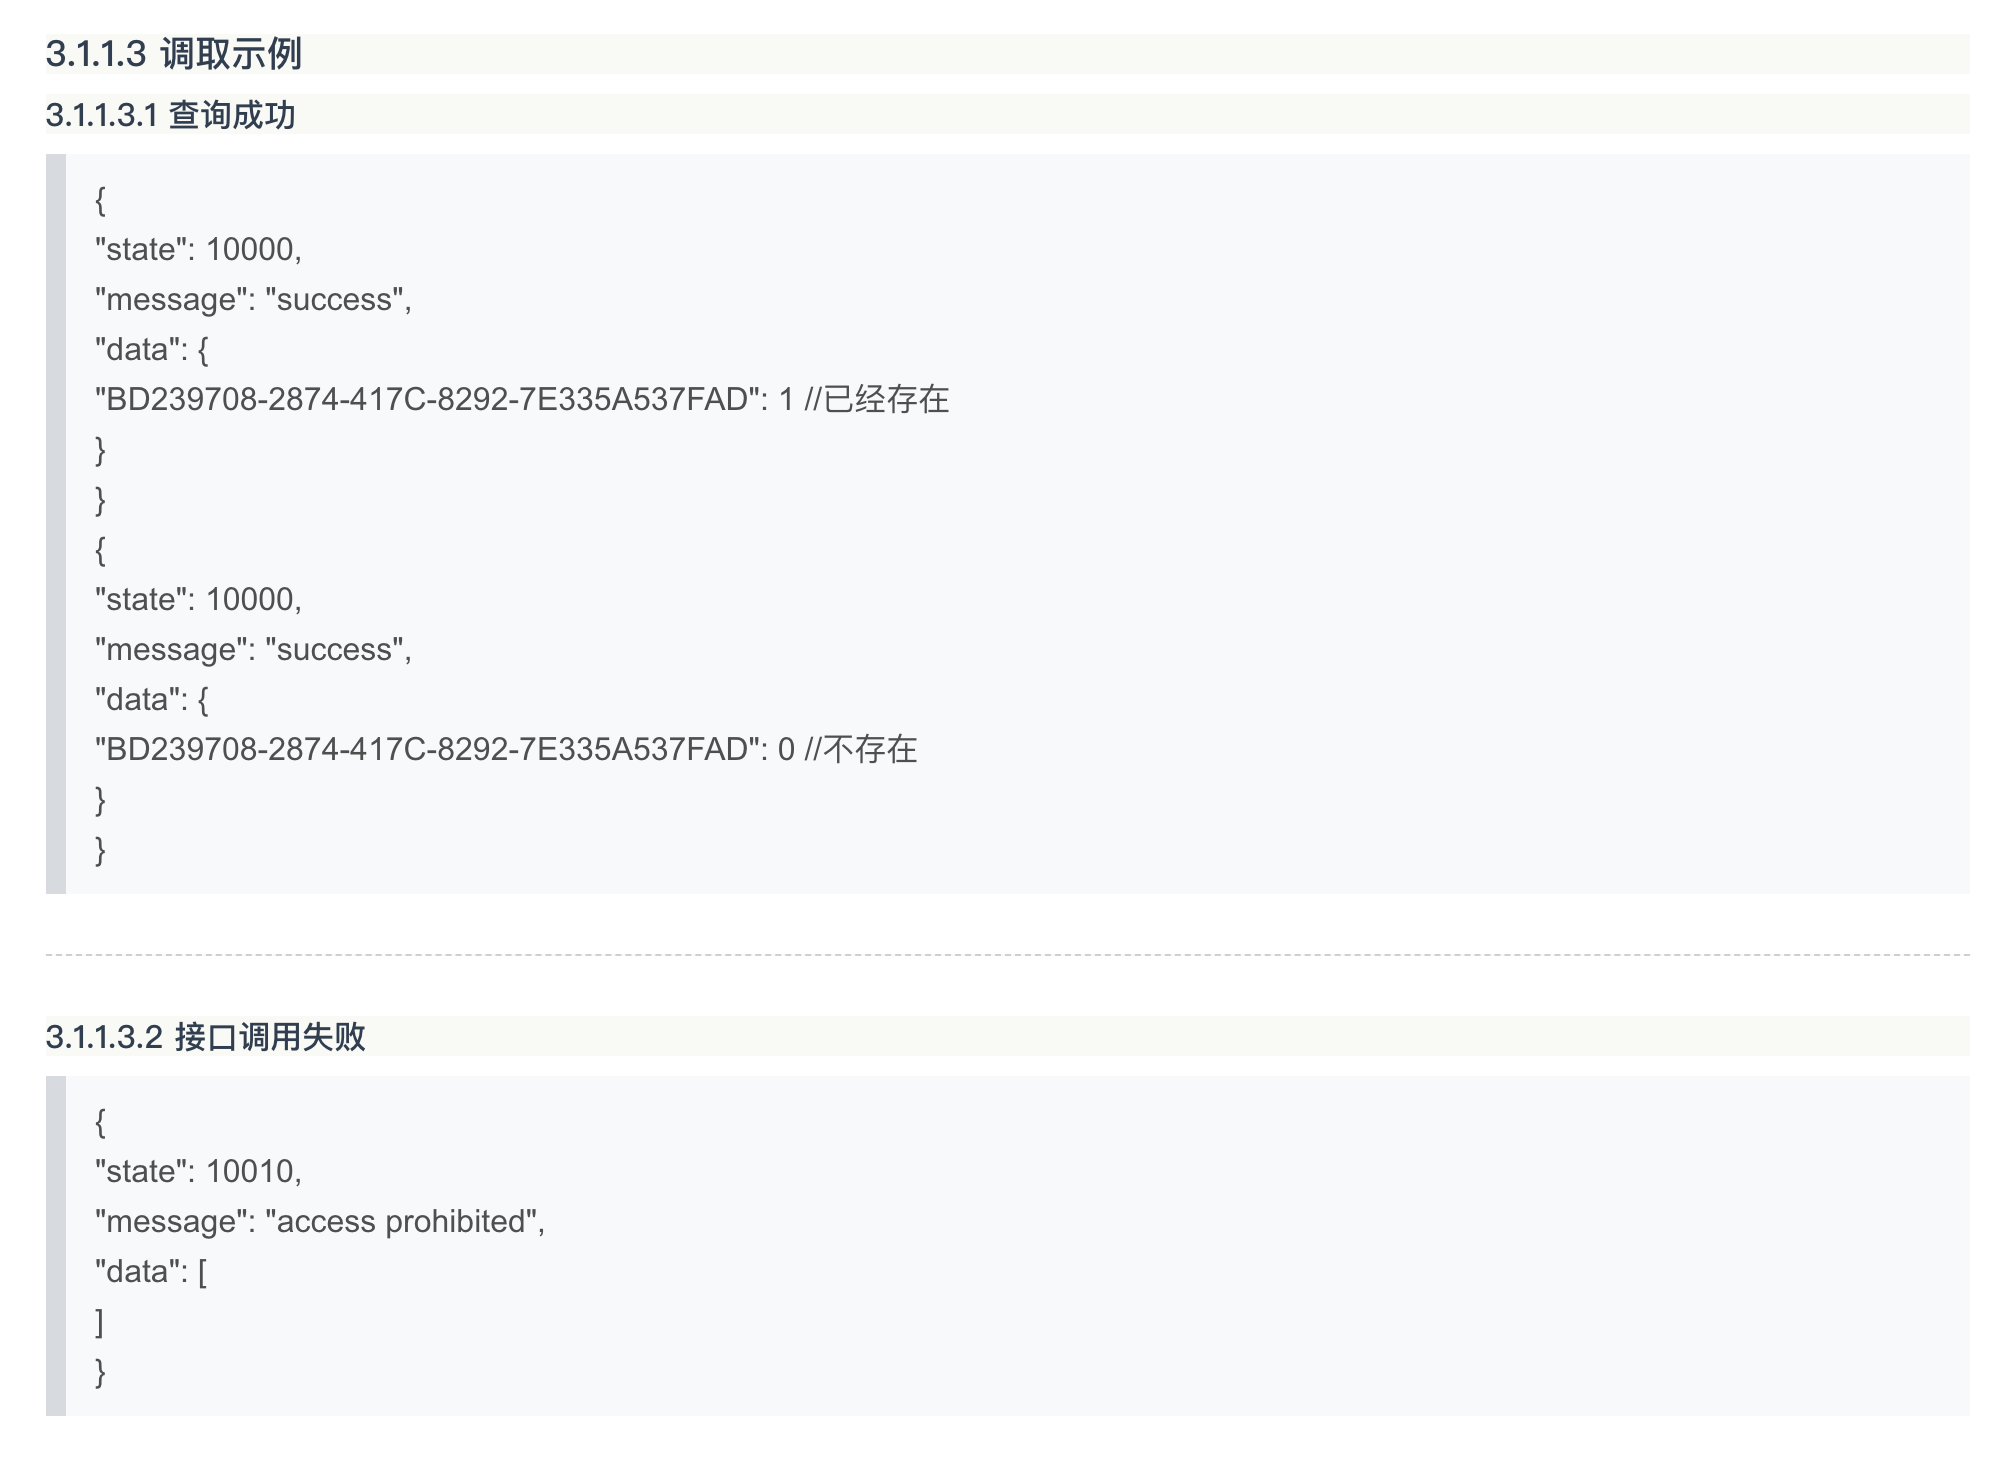 3.1.1.3 调取示例
3.1.1.3.1 查询成功
{
"state": 10000,
"message": "success",
"data": {
"BD239708-2874-417C-8292-7E335A537FAD": 1 //已经存在
}
}
{
"state": 10000,
"message": "success",
"data": {
"BD239708-2874-417C-8292-7E335A537FAD": 0 //不存在
}
}
3.1.1.3.2 接口调用失败
{
"state": 10010,
"message": "access prohibited",
"data": [
]
}